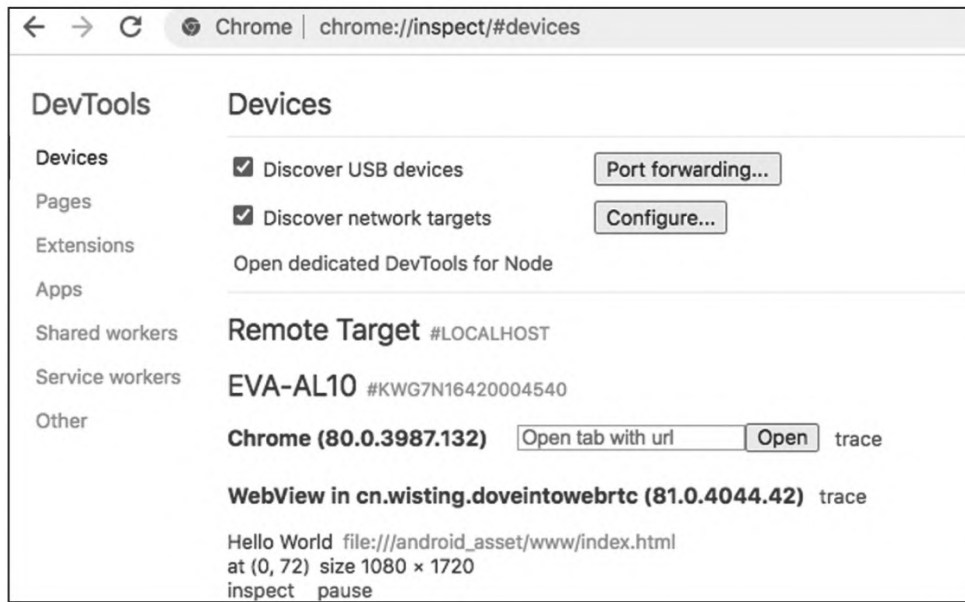 Chrome chrome://inspect/#devices
DevTools
Devices
Pages
Extensions
Apps
Shared workers
Service workers
Other
Devices
Discover USB devices Port forwarding...
Discover network targets Configure...
Open dedicated DevTools for Node
Remote Target #LOCALHOST
EVA-AL10 #KWG7N16420004540
Chrome (80.0.3987.132) Open tab with url Open trace
WebView in cn.wisting.doveintowebrtc (81.0.4044.42) trace
Hello World file:///android_asset/www/index.html
at (0, 72) size 1080 × 1720
inspect pause